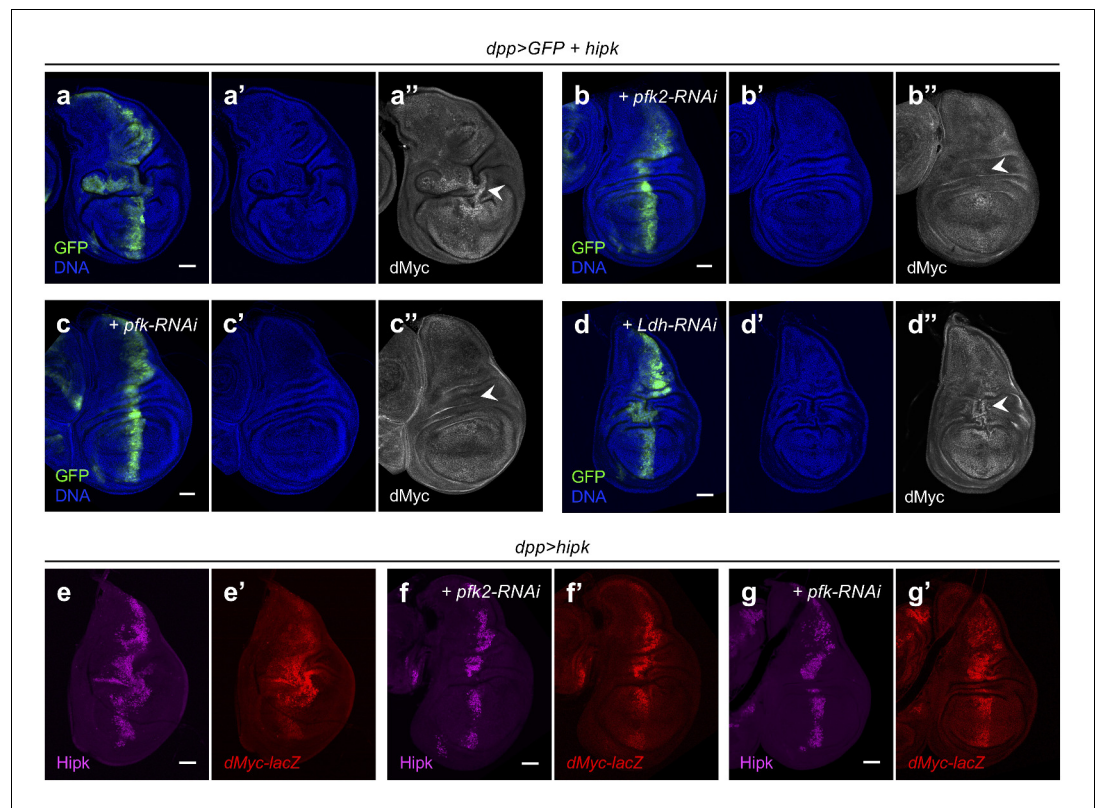 dpp>GFP + hipk
a a’ a’’ b + pfk2-RNAi b’ b’’
GFP
DNA dMyc GFP
DNA dMyc
c + pfk-RNAi c’ c’’ d + Ldh-RNAi d’ d’’
GFP
DNA dMyc GFP
DNA dMyc
dpp>hipk
e e’ f + pfk2-RNAi f’ g + pfk-RNAi g’
Hipk dMyc-lacZ Hipk dMyc-lacZ Hipk dMyc-lacZ